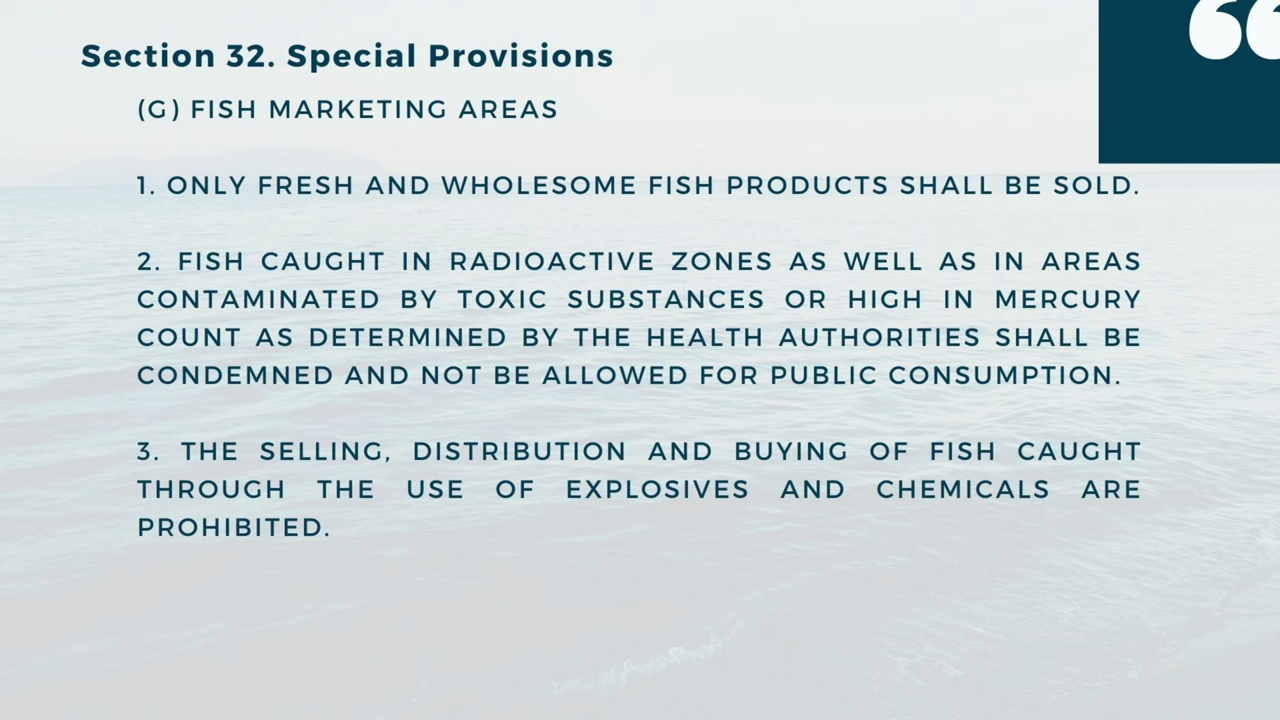 Section 32. Special Provisions
(G) FISH MARKETING AREAS
1. ONLY FRESH AND WHOLESOME FISH PRODUCTS SHALL BE SOLD.
2. FISH CAUGHT IN RADIOACTIVE ZONES AS WELL AS IN AREAS
CONTAMINATED BY TOXIC SUBSTANCES OR HIGH IN MERCURY
COUNT AS DETERMINED BY THE HEALTH AUTHORITIES SHALL BE
CONDEMNED AND NOT BE ALLOWED FOR PUBLIC CONSUMPTION.
3. THE SELLING, DISTRIBUTION AND BUYING OF FISH CAUGHT
THROUGH THE USE OF EXPLOSIVES AND CHEMICALS ARE
PROHIBITED.